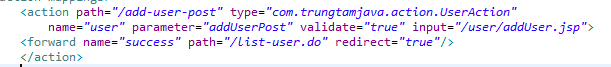 <action path="/add-user-post" type="com.trungtamjava.action.UserAction"
name="user" parameter="addUserPost" validate="true" input="/user/addUser.jsp">
<forward name="success" path="/list-user.do" redirect="true"/>
</action>